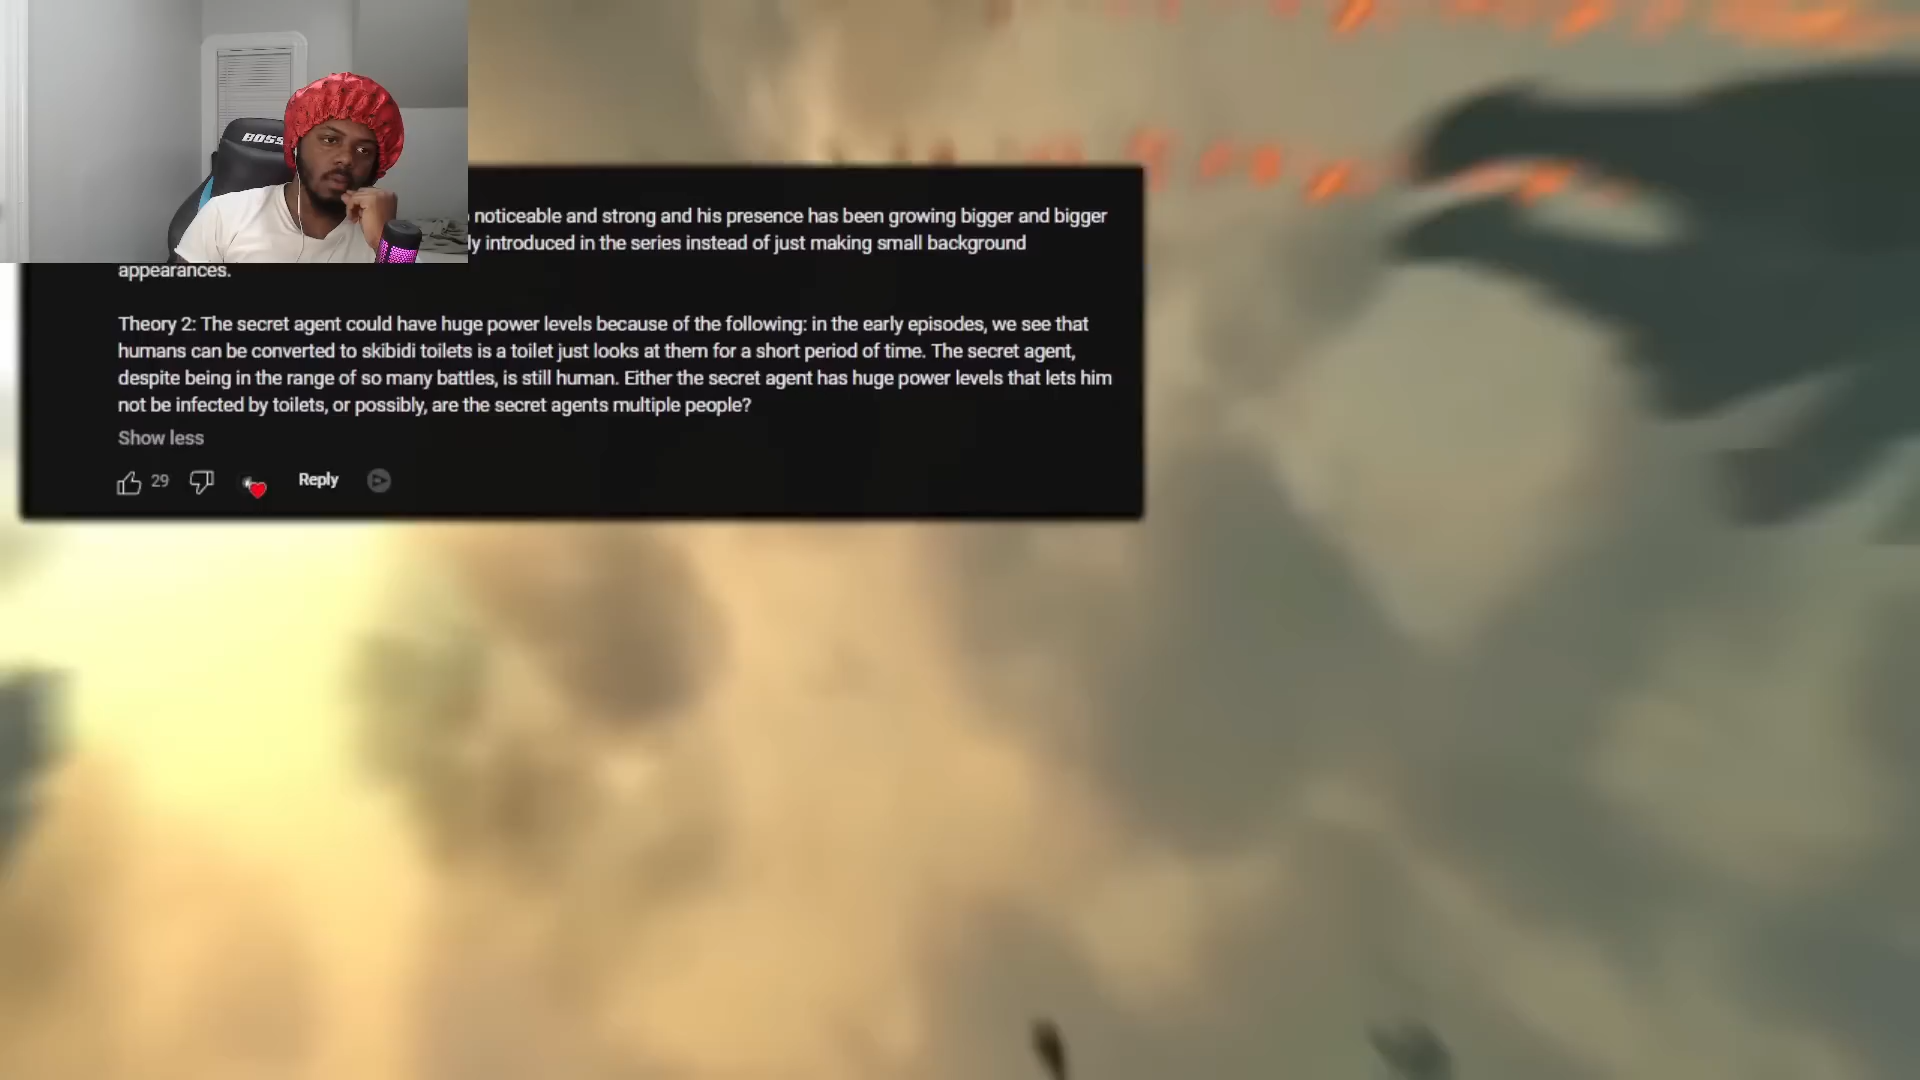 BOSS
noticeable and strong and his presence has been growing bigger and bigger
ly introduced in the series instead of just making small background
appearances.
Theory 2: The secret agent could have huge power levels because of the following: in the early episodes, we see that
humans can be converted to skibidi toilets is a toilet just looks at them for a short period of time. The secret agent,
despite being in the range of so many battles, is still human. Either the secret agent has huge power levels that lets him
not be infected by toilets, or possibly, are the secret agents multiple people?
Show less
29
Reply